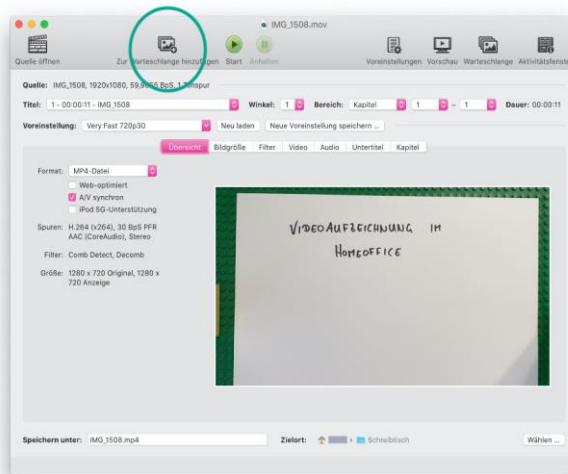 IMG_1508.mov
Quelle öffnen
Zur Warteschlange hinzufügen
Start
Anhalten
Voreinstellungen
Vorschau
Warteschlange
Aktivitätsfenste
Quelle: IMG_1508, 1920x1080, 59,9655 BpS, 1 Tonspur
Titel: 1 - 00:00:11 - IMG_1508 Winkel: 1 Bereich: Kapitel 1 - 1 Dauer: 00:00:11
Voreinstellung: Very Fast 720p30 Neu laden Neue Voreinstellung speichern ...
Übersicht Bildgröße Filter Video Audio Untertitel Kapitel
Format: MP4-Datei
Web-optimiert
A/V synchron
iPod 5G-Unterstützung
Spuren: H.264 (x264), 30 BpS PFR
AAC (CoreAudio), Stereo
Filter: Comb Detect, Decomb
Größe: 1280 x 720 Original, 1280 x
720 Anzeige
VIDEOAUFZEICHNUNG IM
HOMEOFFICE
Speichern unter: IMG_1508.mp4 Zielort: Schreibtisch Wählen ...